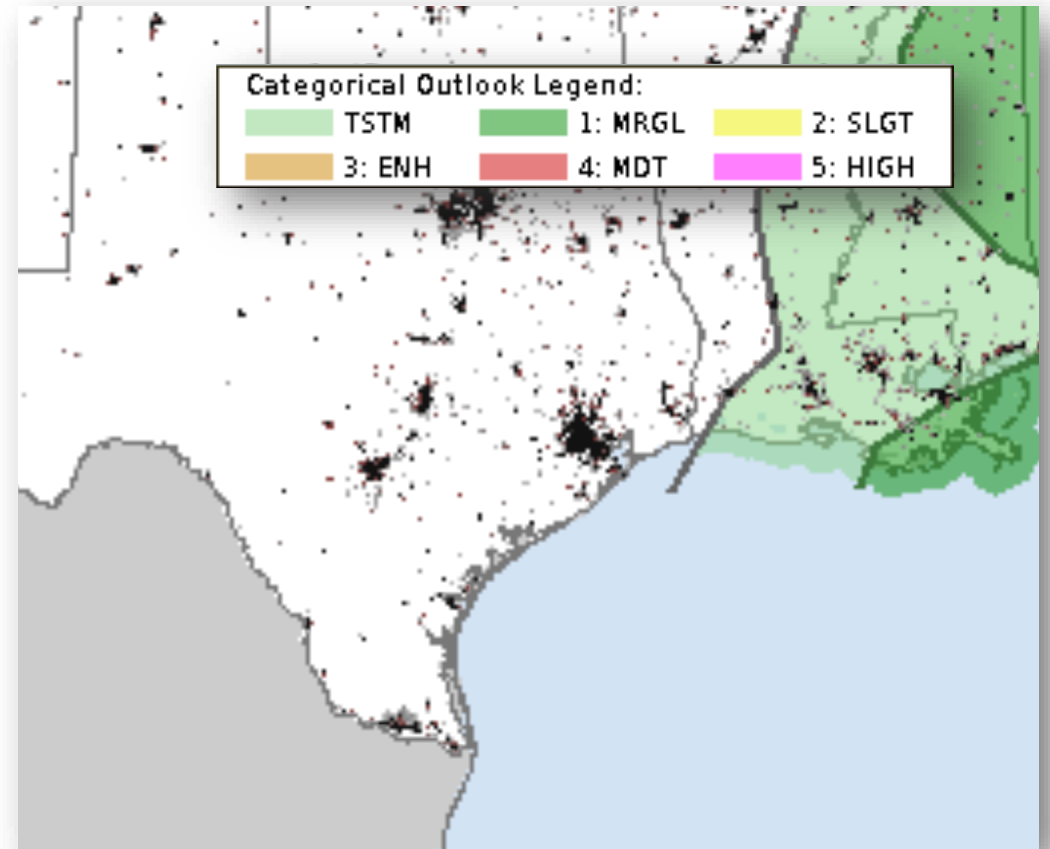 Categorical Outlook Legend:
TSTM 1: MRGL 2: SLGT
3: ENH 4: MDT 5: HIGH